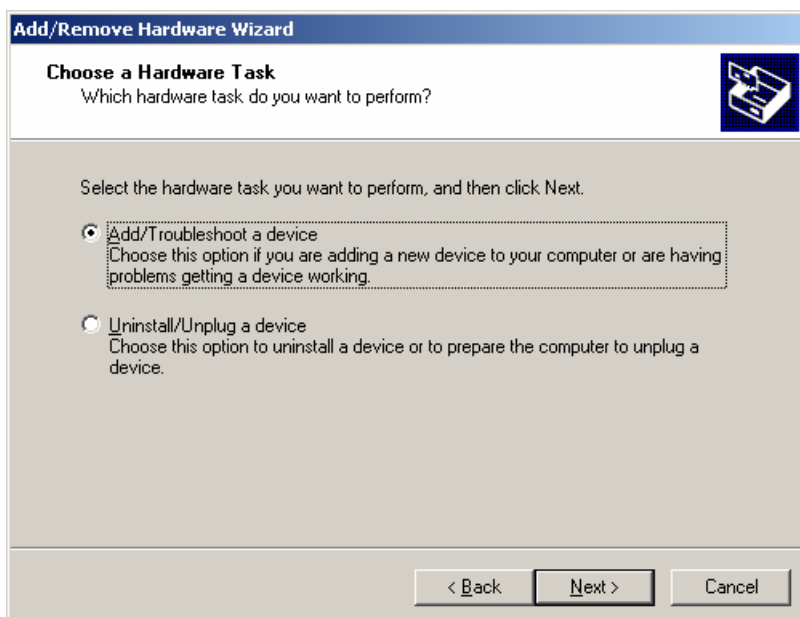 Add/Remove Hardware Wizard
Choose a Hardware Task
Which hardware task do you want to perform?
Select the hardware task you want to perform, and then click Next.
Add/Troubleshoot a device
Choose this option if you are adding a new device to your computer or are having
problems getting a device working.
Uninstall/Unplug a device
Choose this option to uninstall a device or to prepare the computer to unplug a
device.
< Back Next > Cancel